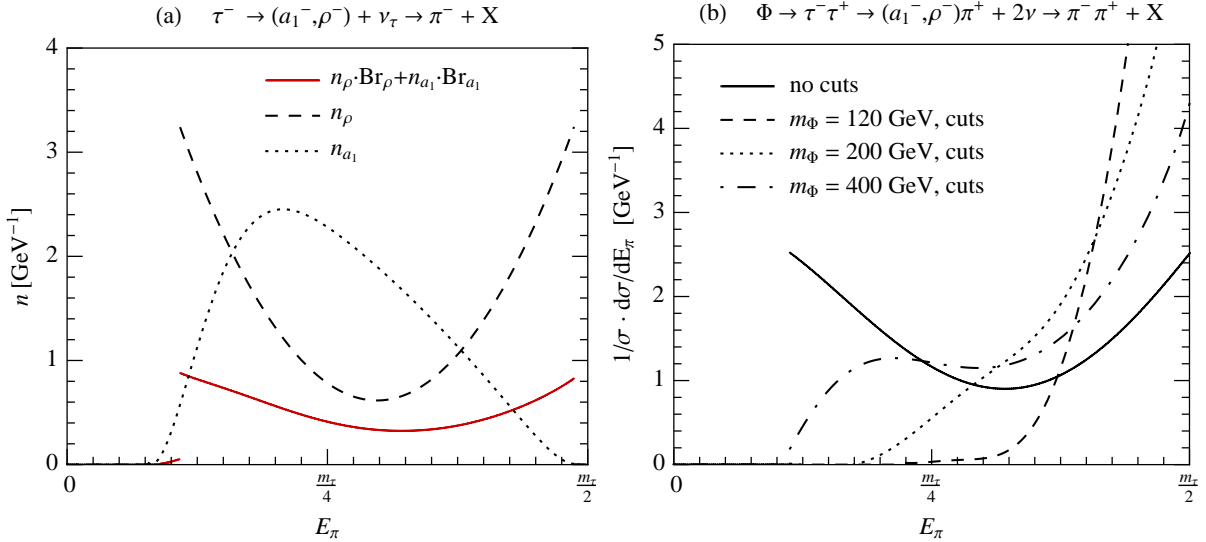 (a) τ⁻ → (a₁⁻,ρ⁻) + ν_τ → π⁻ + X
4
3
2
1
0
n [GeV⁻¹]
n_ρ·Br_ρ+n_{a₁}·Br_{a₁}
n_ρ
n_{a₁}
0
m_τ/4
m_τ/2
E_π
(b) Φ → τ⁻τ⁺ → (a₁⁻,ρ⁻)π⁺ + 2ν → π⁻π⁺ + X
5
4
3
2
1
0
1/σ · dσ/dE_π [GeV⁻¹]
no cuts
m_Φ = 120 GeV, cuts
m_Φ = 200 GeV, cuts
m_Φ = 400 GeV, cuts
0
m_τ/4
m_τ/2
E_π